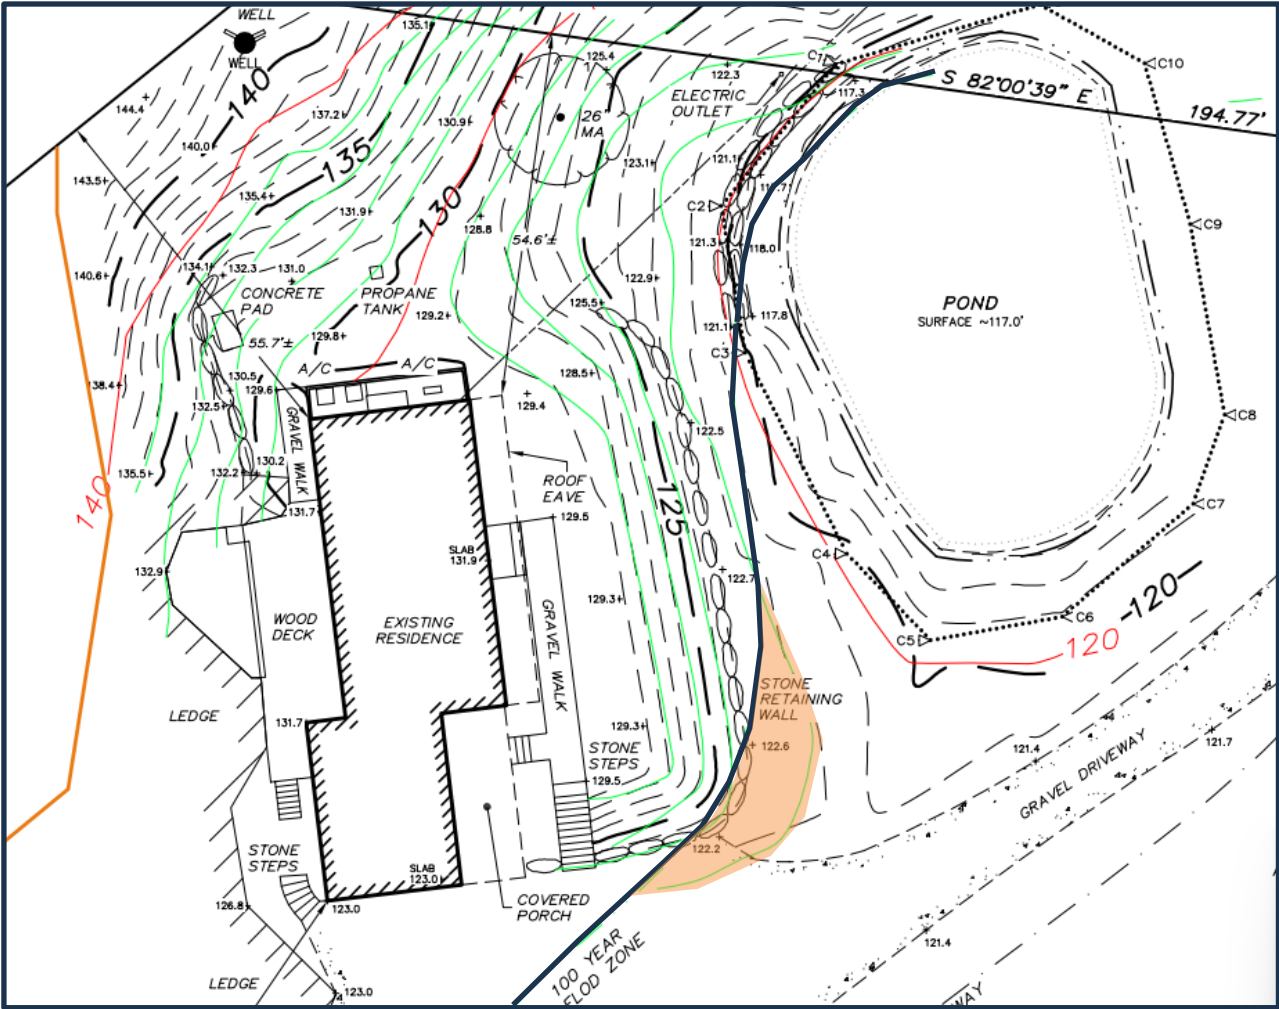 WELL
WELL
135.1
125.4
122.3
C1
C10
144.4
140
137.2
130.9
26"
MA
ELECTRIC
OUTLET
117.3
S 82°00'39" E
194.77'
140.0
135
123.1
121.1
143.5
135.4
131.9
130
128.8
C2
C9
54.6'±
121.3
118.0
140.6
134.1
132.3
131.0
122.9
CONCRETE
PAD
PROPANE
TANK
125.5
POND
SURFACE ~117.0'
129.2
117.8
121.1
55.7'±
129.8
C3
A/C
A/C
138.4
130.5
129.6
128.5
132.5
129.4
C8
GRAVEL WALK
122.5
135.5
132.2
130.2
140
ROOF
EAVE
125
C7
131.7
129.5
SLAB
131.9
C4
132.9
122.7
129.3
120
WOOD
DECK
EXISTING
RESIDENCE
GRAVEL WALK
C6
C5
120
STONE
RETAINING
WALL
LEDGE
131.7
129.3
122.6
STONE
STEPS
121.4
121.7
129.5
GRAVEL DRIVEWAY
STONE
STEPS
122.2
SLAB
123.0
126.8
123.0
COVERED
PORCH
121.4
100 YEAR
FLOD ZONE
LEDGE
123.0
WAY